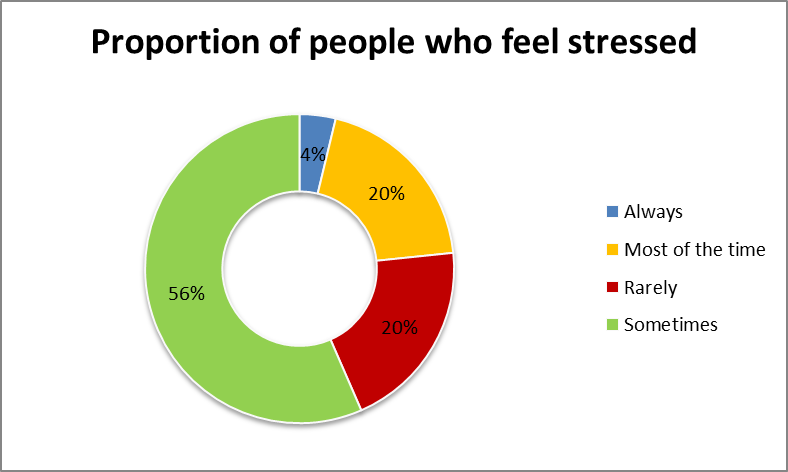 Proportion of people who feel stressed
4%
20%
20%
56%
Always
Most of the time
Rarely
Sometimes